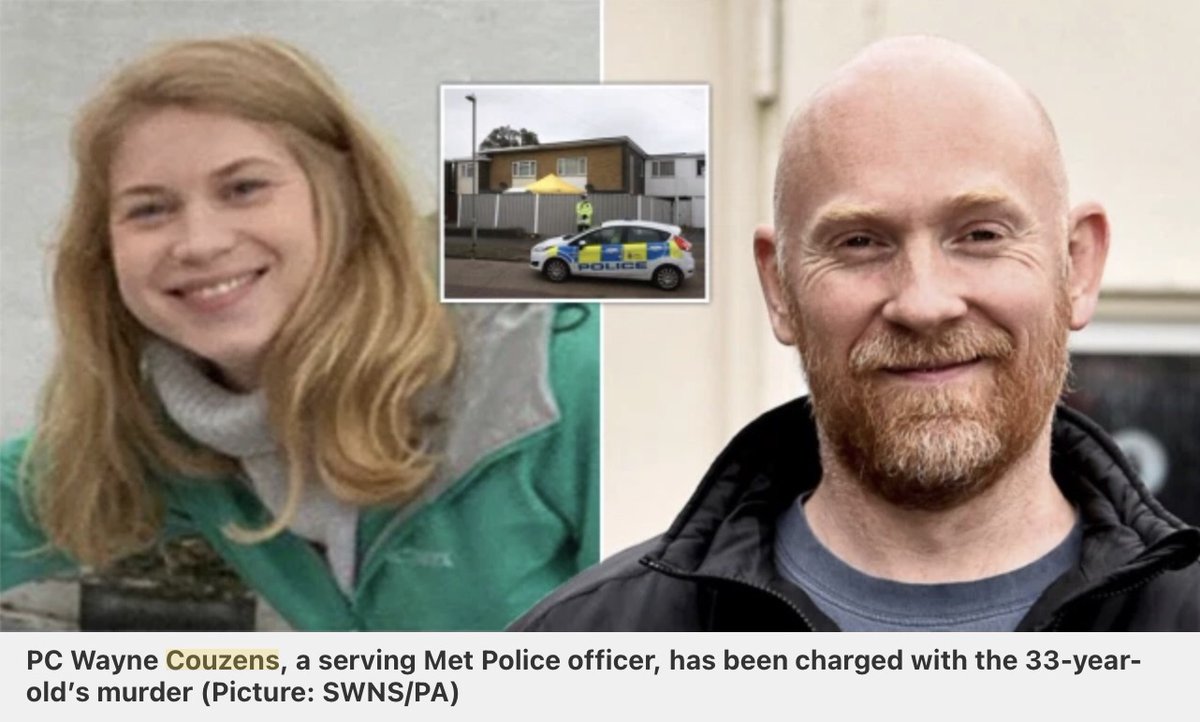 POLICE
PC Wayne Couzens, a serving Met Police officer, has been charged with the 33-year-
old’s murder (Picture: SWNS/PA)